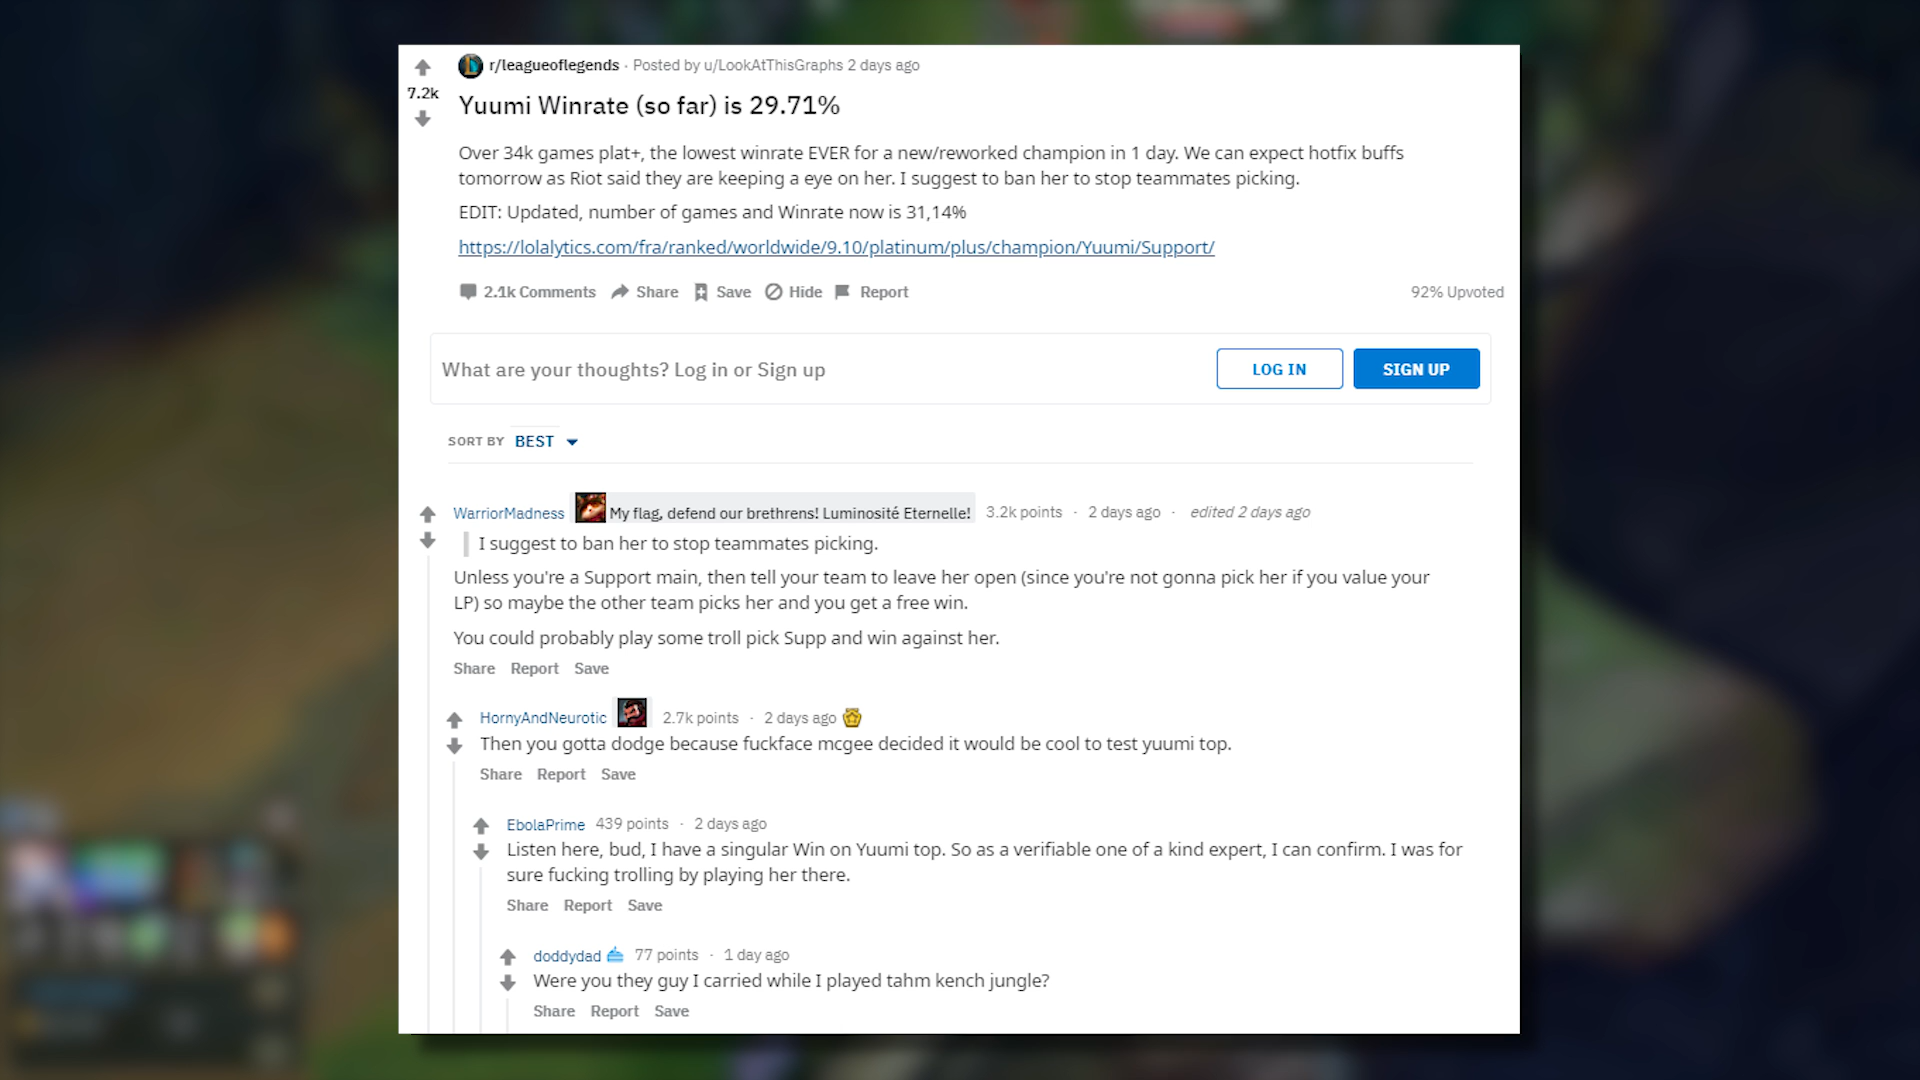 r/leagueoflegends · Posted by u/LookAtThisGraphs 2 days ago
7.2k
Yuumi Winrate (so far) is 29.71%
Over 34k games plat+, the lowest winrate EVER for a new/reworked champion in 1 day. We can expect hotfix buffs
tomorrow as Riot said they are keeping a eye on her. I suggest to ban her to stop teammates picking.
EDIT: Updated, number of games and Winrate now is 31,14%
https://lolalytics.com/fra/ranked/worldwide/9.10/platinum/plus/champion/Yuumi/Support/
2.1k Comments Share Save Hide Report 92% Upvoted
What are your thoughts? Log in or Sign up LOG IN SIGN UP
SORT BY BEST
WarriorMadness My flag, defend our brethrens! Luminosité Eternelle! 3.2k points · 2 days ago · edited 2 days ago
I suggest to ban her to stop teammates picking.
Unless you're a Support main, then tell your team to leave her open (since you're not gonna pick her if you value your
LP) so maybe the other team picks her and you get a free win.
You could probably play some troll pick Supp and win against her.
Share Report Save
HornyAndNeurotic 2.7k points · 2 days ago
Then you gotta dodge because fuckface mcgee decided it would be cool to test yuumi top.
Share Report Save
EbolaPrime 439 points · 2 days ago
Listen here, bud, I have a singular Win on Yuumi top. So as a verifiable one of a kind expert, I can confirm. I was for
sure fucking trolling by playing her there.
Share Report Save
doddydad 77 points · 1 day ago
Were you they guy I carried while I played tahm kench jungle?
Share Report Save